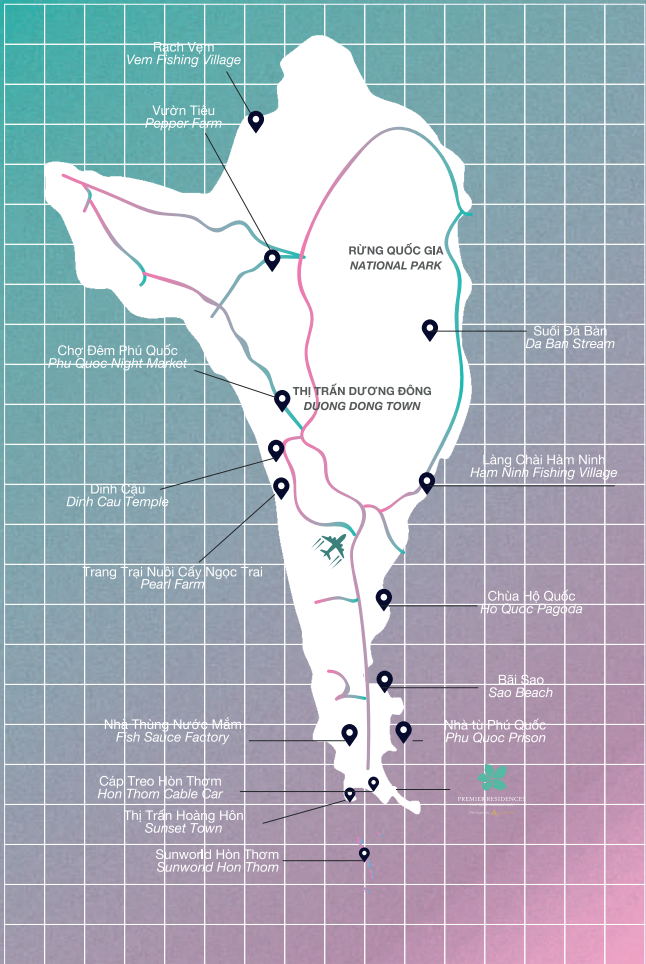 Rạch Vẹm
Vem Fishing Village
Vườn Tiêu
Pepper Farm
RỪNG QUỐC GIA
NATIONAL PARK
Suối Đá Bàn
Da Ban Stream
Chợ Đêm Phú Quốc
Phu Quoc Night Market
THỊ TRẤN DƯƠNG ĐÔNG
DUONG DONG TOWN
Làng Chài Hàm Ninh
Ham Ninh Fishing Village
Dinh Cậu
Dinh Cau Temple
Trang Trại Nuôi Cấy Ngọc Trai
Pearl Farm
Chùa Hộ Quốc
Ho Quoc Pagoda
Bãi Sao
Sao Beach
Nhà Thùng Nước Mắm
Fish Sauce Factory
Nhà tù Phú Quốc
Phu Quoc Prison
Cáp Treo Hòn Thơm
Hon Thom Cable Car
PREMIER RESIDENCES
Thị Trấn Hoàng Hôn
Sunset Town
Sunworld Hòn Thơm
Sunworld Hon Thom